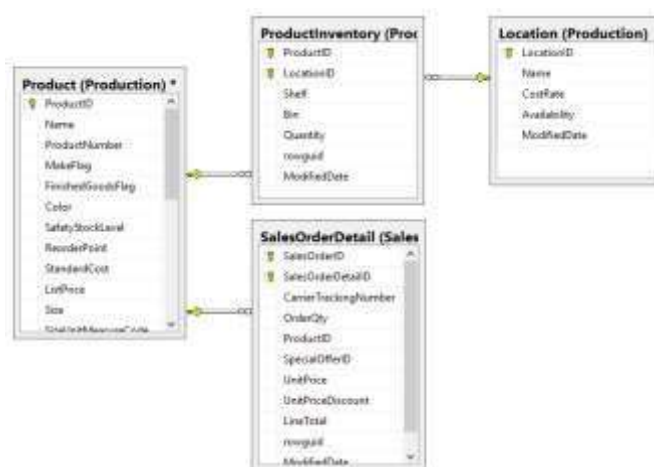 Product (Production) *
ProductID
Name
ProductNumber
MakeFlag
FinishedGoodsFlag
Color
SafetyStockLevel
ReorderPoint
StandardCost
ListPrice
Size
SizeUnitMeasureCode
ProductInventory (Proc
ProductID
LocationID
Shelf
Bin
Quantity
rowguid
ModifiedDate
Location (Production)
LocationID
Name
CostRate
Availability
ModifiedDate
SalesOrderDetail (Sales
SalesOrderID
SalesOrderDetailID
CarrierTrackingNumber
OrderQty
ProductID
SpecialOfferID
UnitPrice
UnitPriceDiscount
LineTotal
rowguid
ModifiedDate